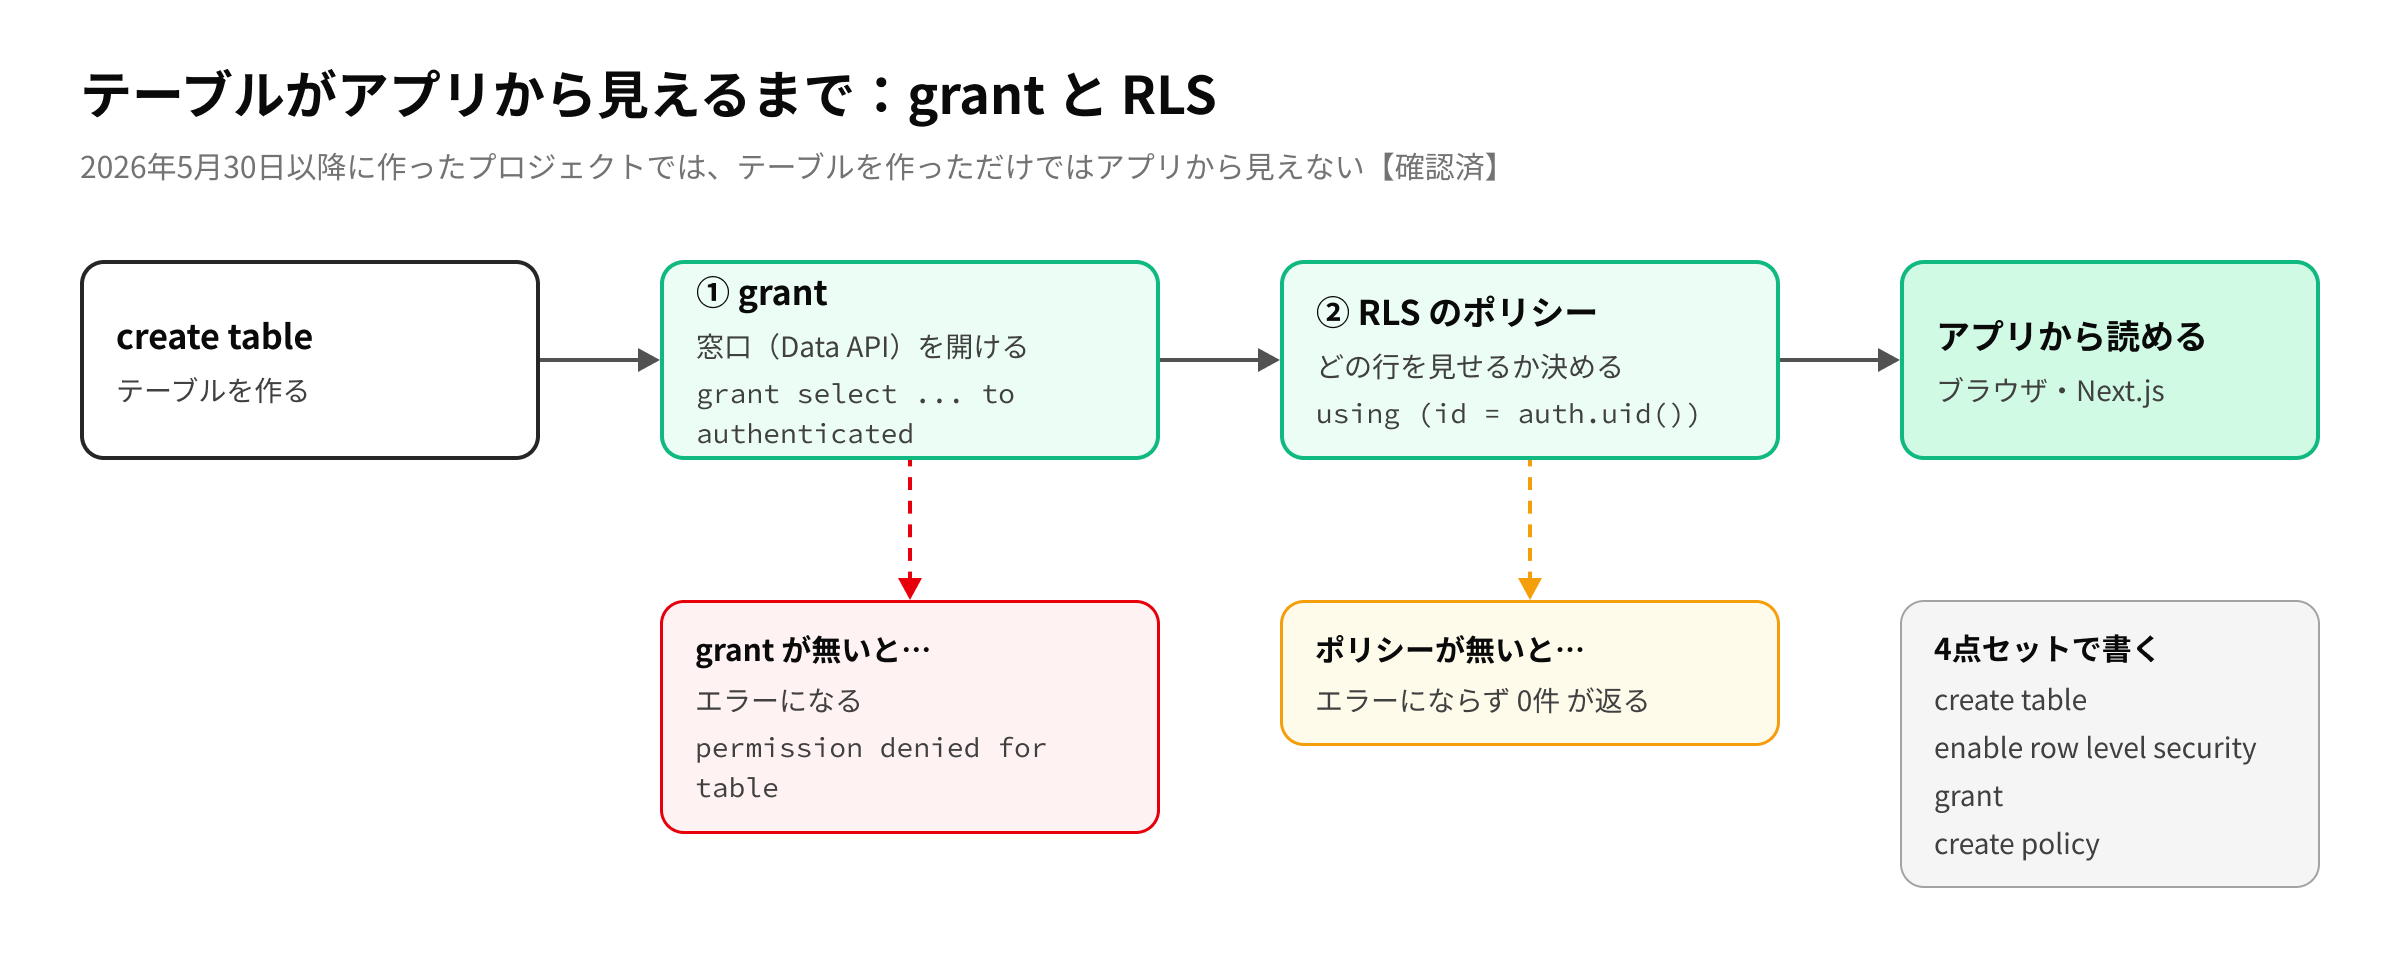 テーブルがアプリから見えるまで：grant と RLS
2026年5月30日以降に作ったプロジェクトでは、テーブルを作っただけではアプリから見えない【確認済】
create table
テーブルを作る
① grant
窓口（Data API）を開ける
grant select ... to
authenticated
② RLS のポリシー
どの行を見せるか決める
using (id = auth.uid())
アプリから読める
ブラウザ・Next.js
grant が無いと…
エラーになる
permission denied for
table
ポリシーが無いと…
エラーにならず 0件 が返る
4点セットで書く
create table
enable row level security
grant
create policy